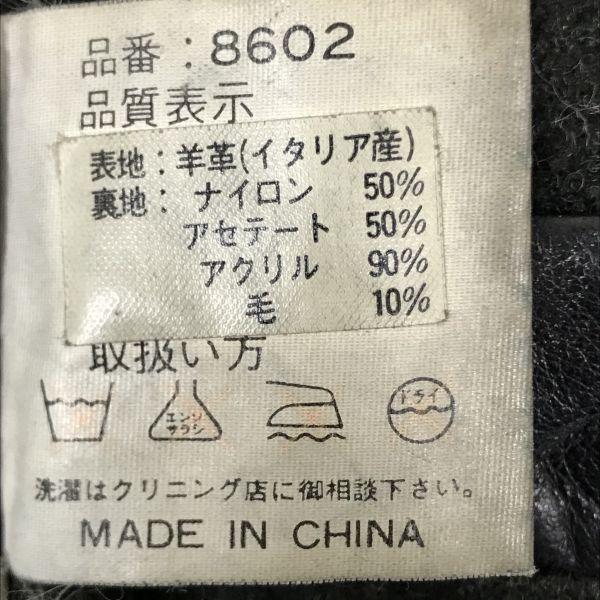 品番：8602
品質表示
表地：羊革(イタリア産)
裏地：ナイロン 50%
アセテート 50%
アクリル 90%
毛 10%
取扱い方
エンソ
サラシ
ドライ
洗濯はクリニング店に御相談下さい。
MADE IN CHINA